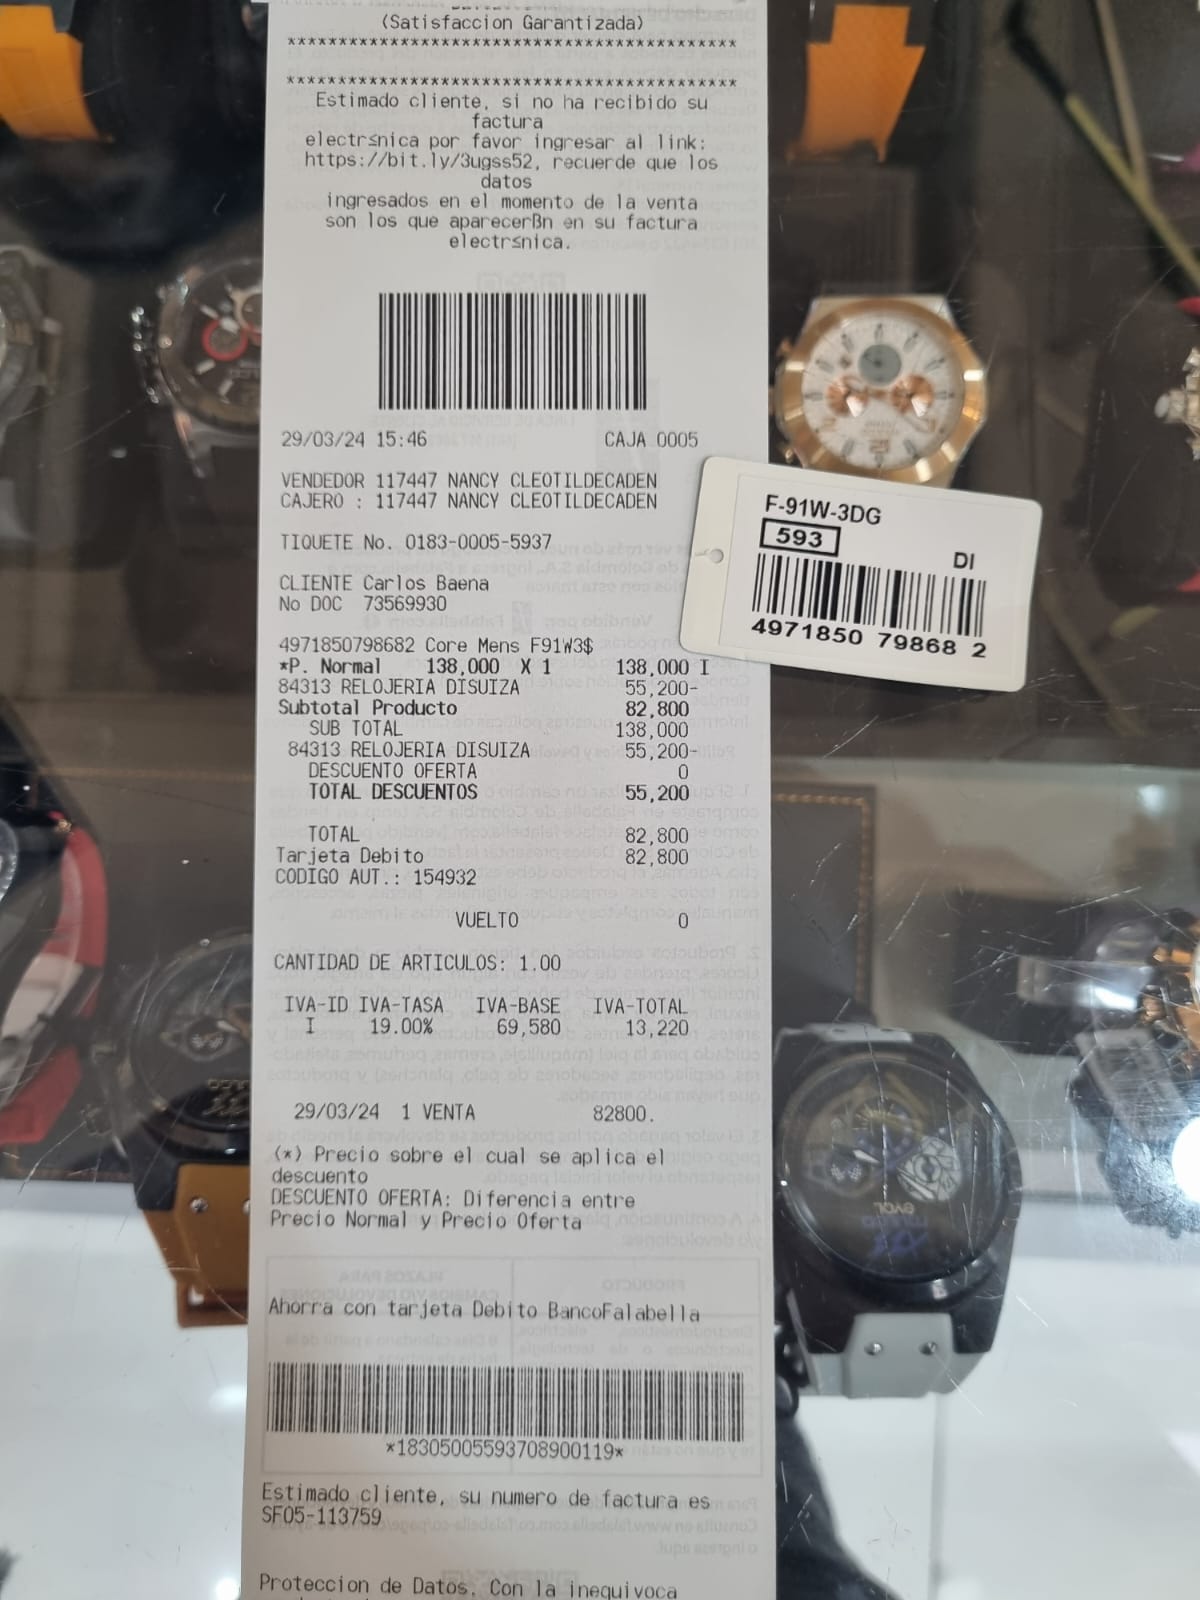 (Satisfaccion Garantizada)
********************************************
********************************************
Estimado cliente, si no ha recibido su
factura
electr≤nica por favor ingresar al link:
https://bit.ly/3ugss52, recuerde que los
datos
ingresados en el momento de la venta
son los que aparecerßn en su factura
electr≤nica.
29/03/24 15:46 CAJA 0005
VENDEDOR 117447 NANCY CLEOTILDECADEN
CAJERO : 117447 NANCY CLEOTILDECADEN
TIQUETE No. 0183-0005-5937
CLIENTE Carlos Baena
No DOC 73569930
4971850798682 Core Mens F91W3$
*P. Normal 138,000 X 1 138,000 I
84313 RELOJERIA DISUIZA 55,200-
Subtotal Producto 82,800
SUB TOTAL 138,000
84313 RELOJERIA DISUIZA 55,200-
DESCUENTO OFERTA 0
TOTAL DESCUENTOS 55,200
TOTAL 82,800
Tarjeta Debito 82,800
CODIGO AUT.: 154932
VUELTO 0
CANTIDAD DE ARTICULOS: 1.00
IVA-ID IVA-TASA IVA-BASE IVA-TOTAL
I 19.00% 69,580 13,220
29/03/24 1 VENTA 82800.
(*) Precio sobre el cual se aplica el
descuento
DESCUENTO OFERTA: Diferencia entre
Precio Normal y Precio Oferta
Ahorra con tarjeta Debito BancoFalabella
*18305005593708900119*
Estimado cliente, su numero de factura es
SF05-113759
Proteccion de Datos. Con la inequivoca
F-91W-3DG
593
DI
4971850 79868 2